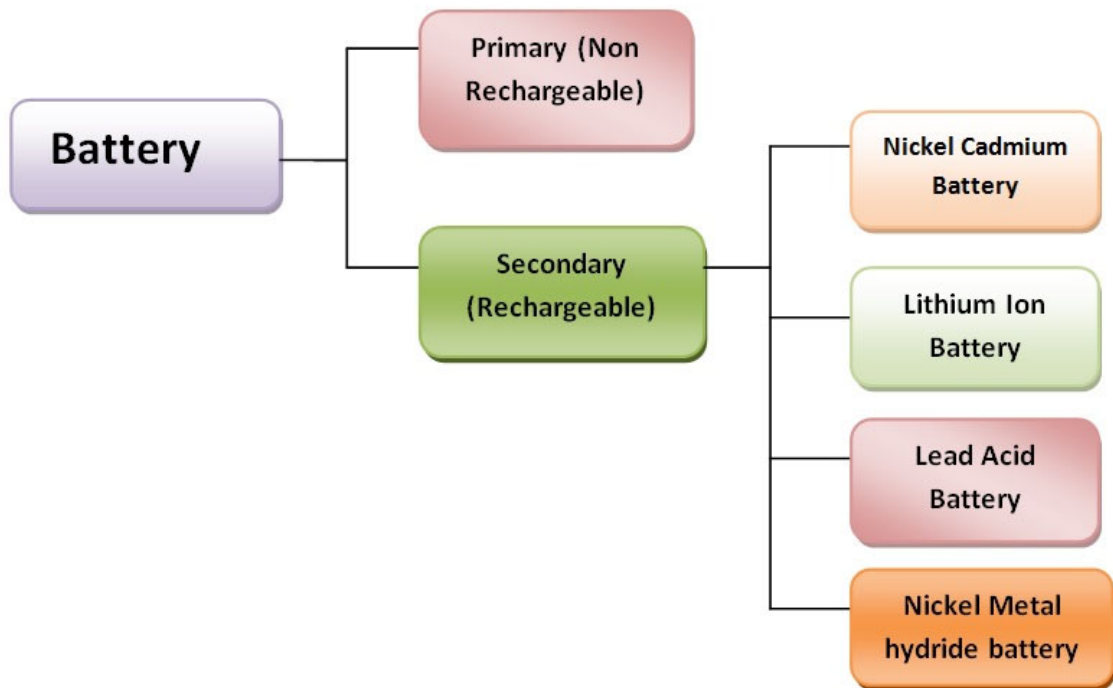 Battery
Primary (Non
Rechargeable)
Secondary
(Rechargeable)
Nickel Cadmium
Battery
Lithium Ion
Battery
Lead Acid
Battery
Nickel Metal
hydride battery